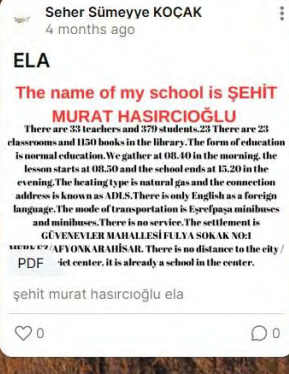 Seher Sümeyye KOÇAK
4 months ago
ELA
The name of my school is ŞEHİT
MURAT HASIRCIOĞLU
There are 33 teachers and 379 students.23 There are 23
classrooms and 1150 books in the library.The form of education
is normal education.We gather at 08.40 in the morning, the
lesson starts at 08.50 and the school ends at 15.20 in the
evening.The heating type is natural gas and the connection
address is known as ADLS.There is only English as a foreign
language.The mode of transportation is Eşrefpaşa minibuses
and minibuses.There is no service.The settlement is
GÜVENEVLER MAHALLESİ FULYA SOKAK NO:1
/AFYONKARAHİSAR. There is no distance to the city /
PDF
center, it is already a school in the center.
şehit murat hasırcıoğlu ela
0
0